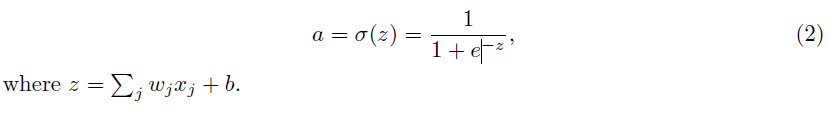 a = σ(z) = 1 / (1 + e^{-z}), (2)
where z = ∑_j w_j x_j + b.